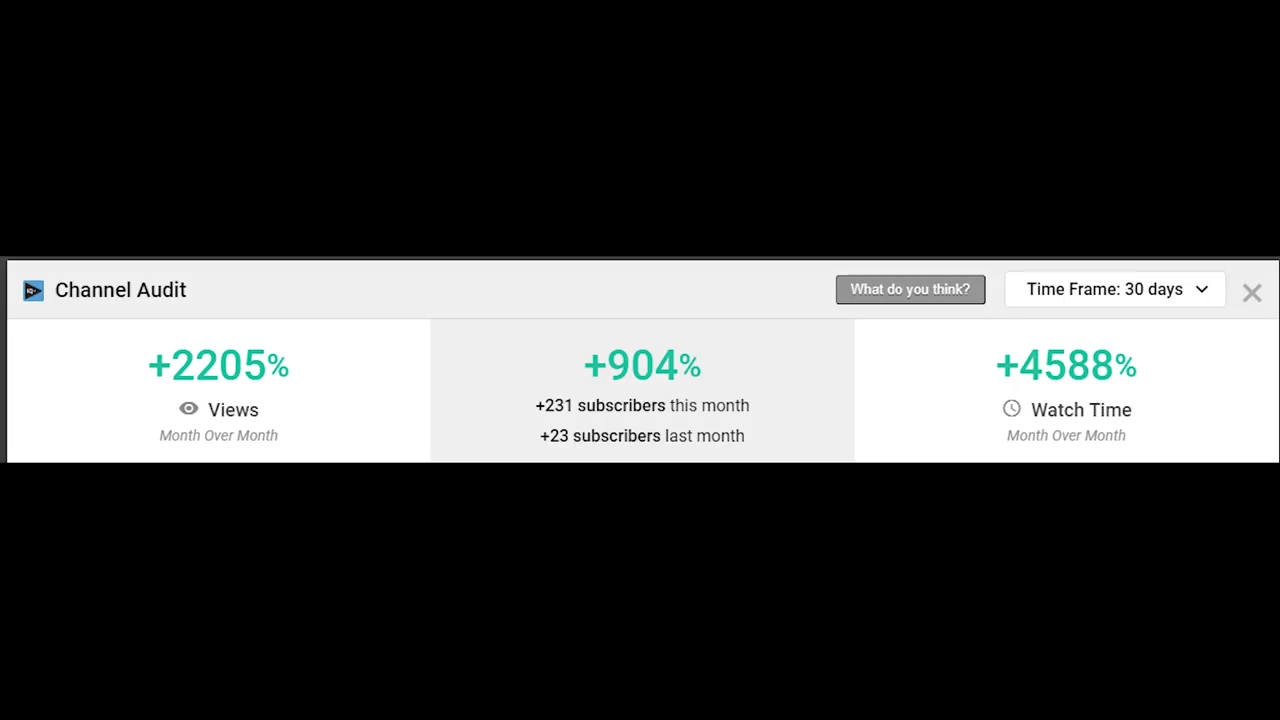 Channel Audit
What do you think?
Time Frame: 30 days
+2205%
Views
Month Over Month
+904%
+231 subscribers this month
+23 subscribers last month
+4588%
Watch Time
Month Over Month